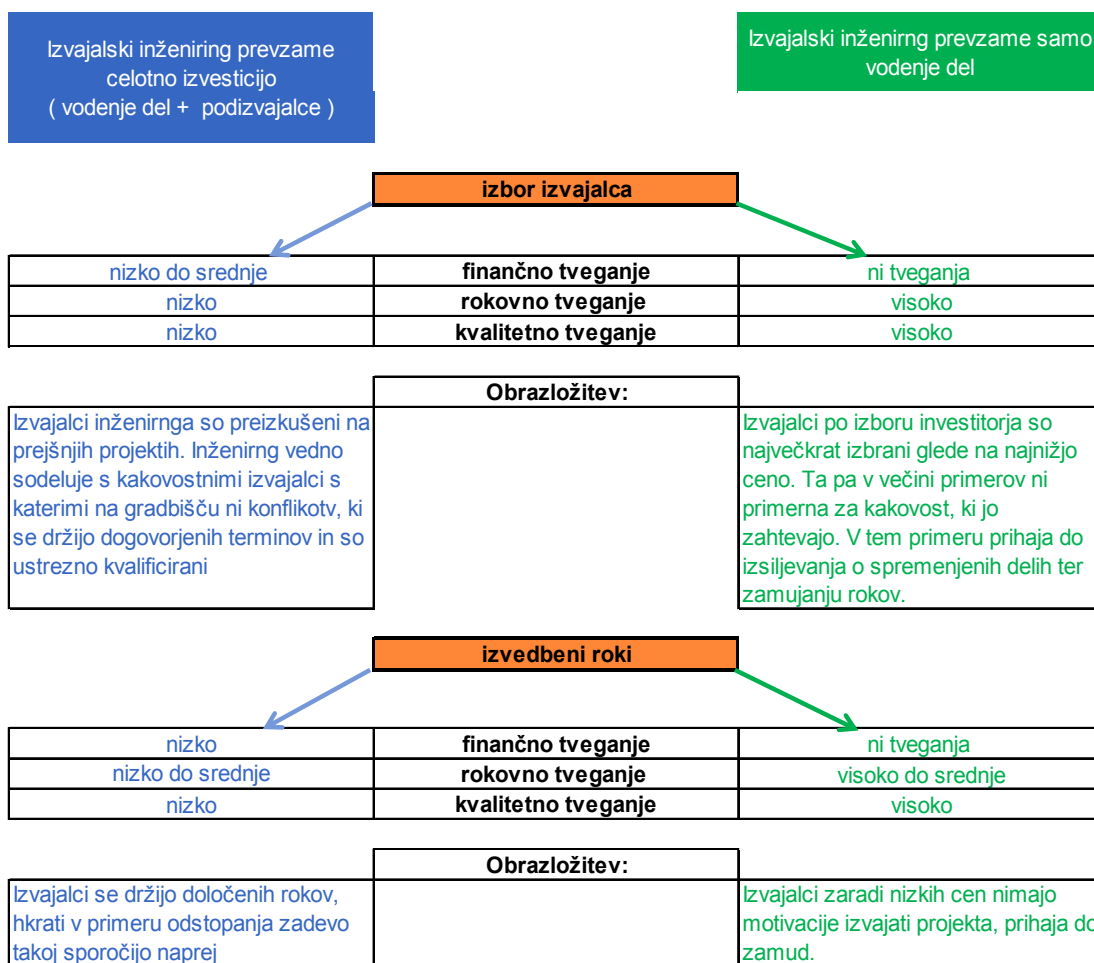 Izvajalski inženiring prevzame
celotno izvesticijo
( vodenje del + podizvajalce )
Izvajalski inženirng prevzame samo
vodenje del
izbor izvajalca
nizko do srednje finančno tveganje ni tveganja
nizko rokovno tveganje visoko
nizko kvalitetno tveganje visoko
Obrazložitev:
Izvajalci inženirnga so preizkušeni na
prejšnjih projektih. Inženirng vedno
sodeluje s kakovostnimi izvajalci s
katerimi na gradbišču ni konflikotv, ki
se držijo dogovorjenih terminov in so
ustrezno kvalificirani
Izvajalci po izboru investitorja so
največkrat izbrani glede na najnižjo
ceno. Ta pa v večini primerov ni
primerna za kakovost, ki jo
zahtevajo. V tem primeru prihaja do
izsiljevanja o spremenjenih delih ter
zamujanju rokov.
izvedbeni roki
nizko finančno tveganje ni tveganja
nizko do srednje rokovno tveganje visoko do srednje
nizko kvalitetno tveganje visoko
Obrazložitev:
Izvajalci se držijo določenih rokov,
hkrati v primeru odstopanja zadevo
takoj sporočijo naprej
Izvajalci zaradi nizkih cen nimajo
motivacije izvajati projekta, prihaja do
zamud.